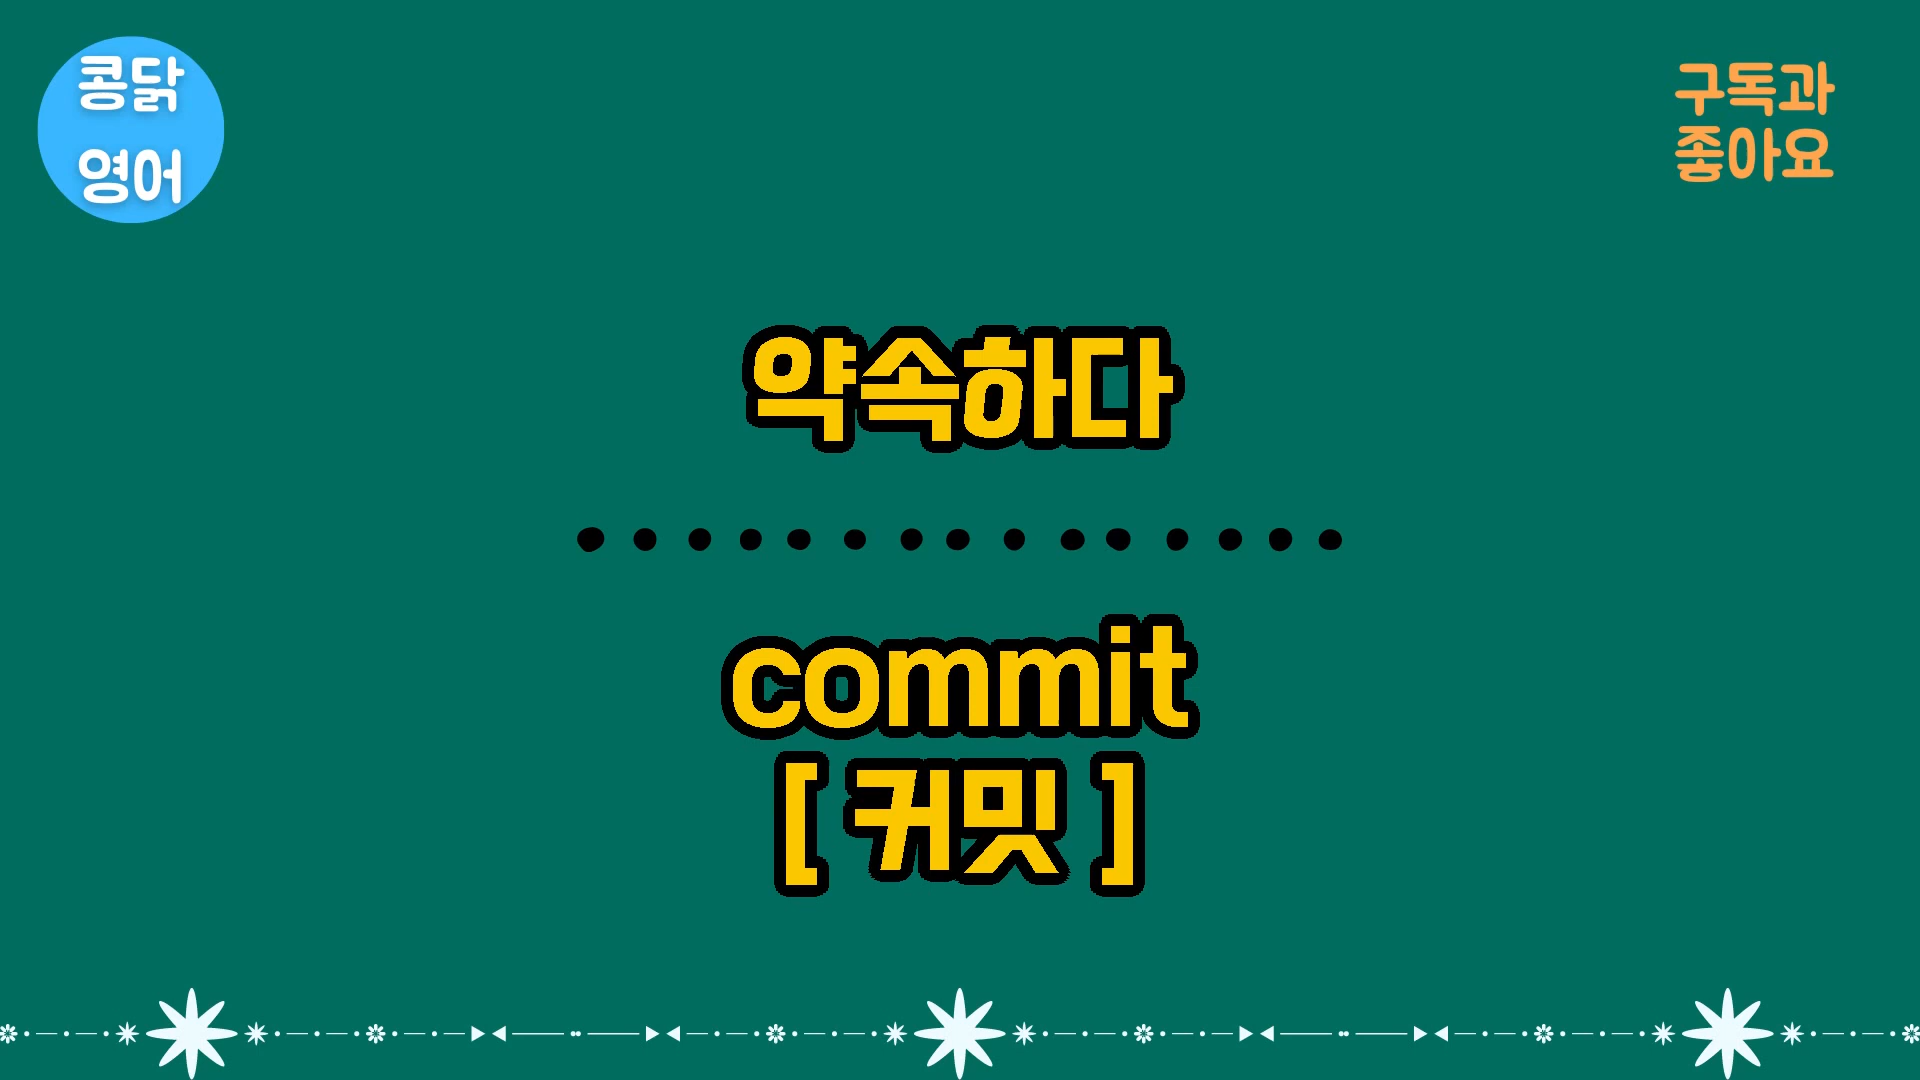 콩닭
영어
구독과
좋아요
약속하다
commit
[ 커밋 ]